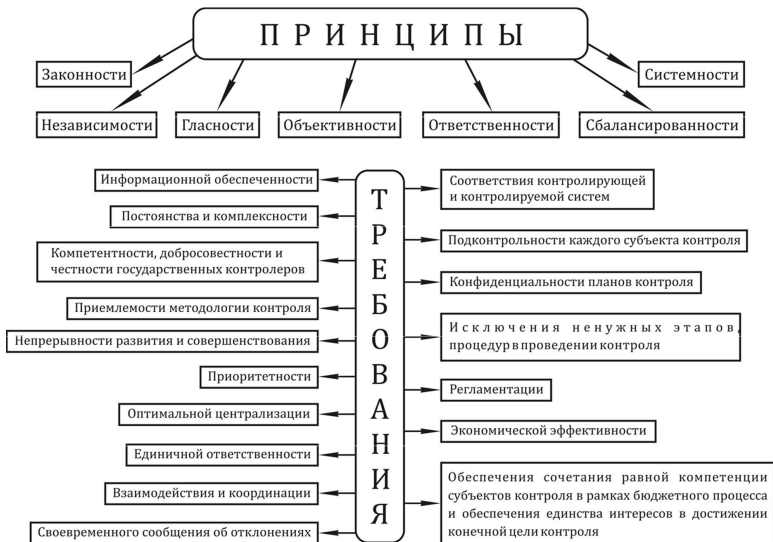 ПРИНЦИПЫ
Законности
Системности
Независимости
Гласности
Объективности
Ответственности
Сбалансированности
ТРЕБОВАНИЯ
Информационной обеспеченности
Постоянства и комплексности
Компетентности, добросовестности и
честности государственных контролеров
Приемлемости методологии контроля
Непрерывности развития и совершенствования
Приоритетности
Оптимальной централизации
Единичной ответственности
Взаимодействия и координации
Своевременного сообщения об отклонениях
Соответствия контролирующей
и контролируемой систем
Подконтрольности каждого субъекта контроля
Конфиденциальности планов контроля
Исключения ненужных этапов,
процедур в проведении контроля
Регламентации
Экономической эффективности
Обеспечения сочетания равной компетенции
субъектов контроля в рамках бюджетного процесса
и обеспечения единства интересов в достижении
конечной цели контроля